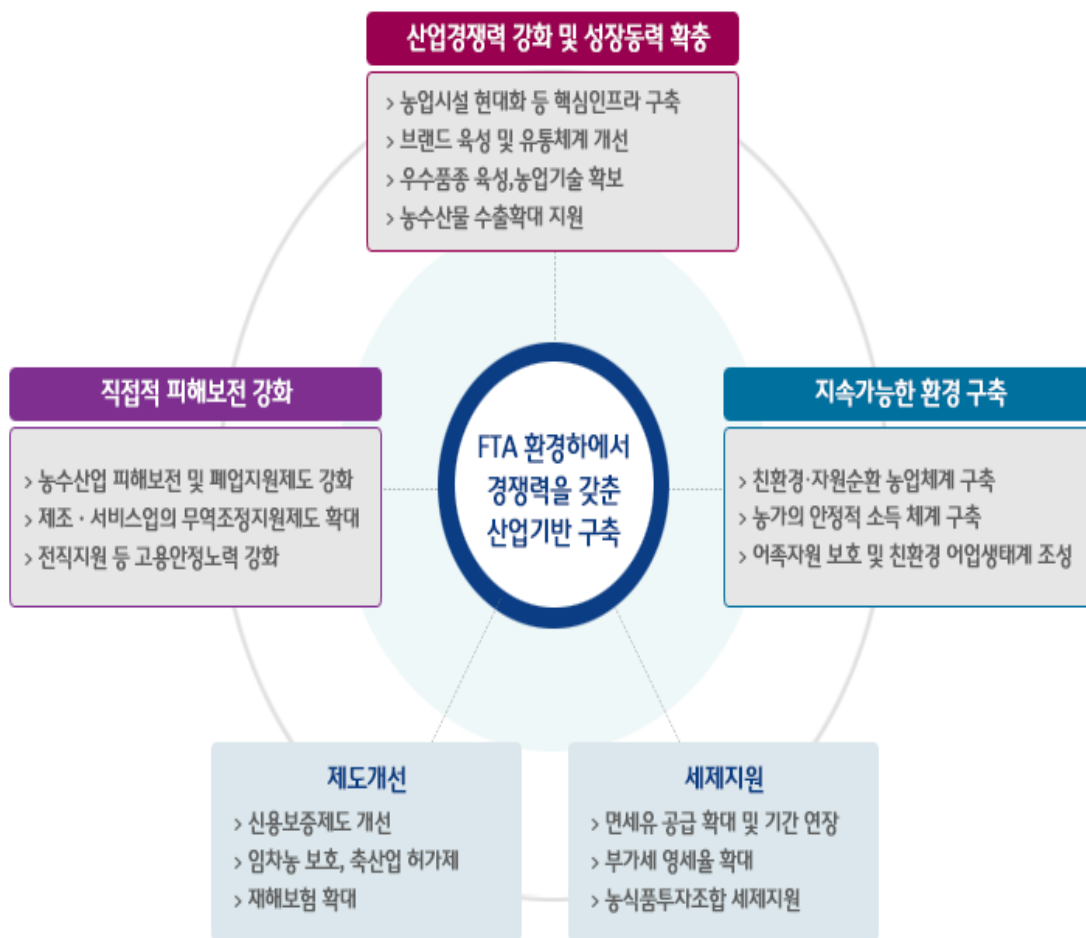 산업경쟁력 강화 및 성장동력 확충
> 농업시설 현대화 등 핵심인프라 구축
> 브랜드 육성 및 유통체계 개선
> 우수품종 육성,농업기술 확보
> 농수산물 수출확대 지원
직접적 피해보전 강화
> 농수산업 피해보전 및 폐업지원제도 강화
> 제조·서비스업의 무역조정지원제도 확대
> 전직지원 등 고용안정노력 강화
FTA 환경하에서
경쟁력을 갖춘
산업기반 구축
지속가능한 환경 구축
> 친환경·자원순환 농업체계 구축
> 농가의 안정적 소득 체계 구축
> 어족자원 보호 및 친환경 어업생태계 조성
제도개선
> 신용보증제도 개선
> 임차농 보호, 축산업 허가제
> 재해보험 확대
세제지원
> 면세유 공급 확대 및 기간 연장
> 부가세 영세율 확대
> 농식품투자조합 세제지원